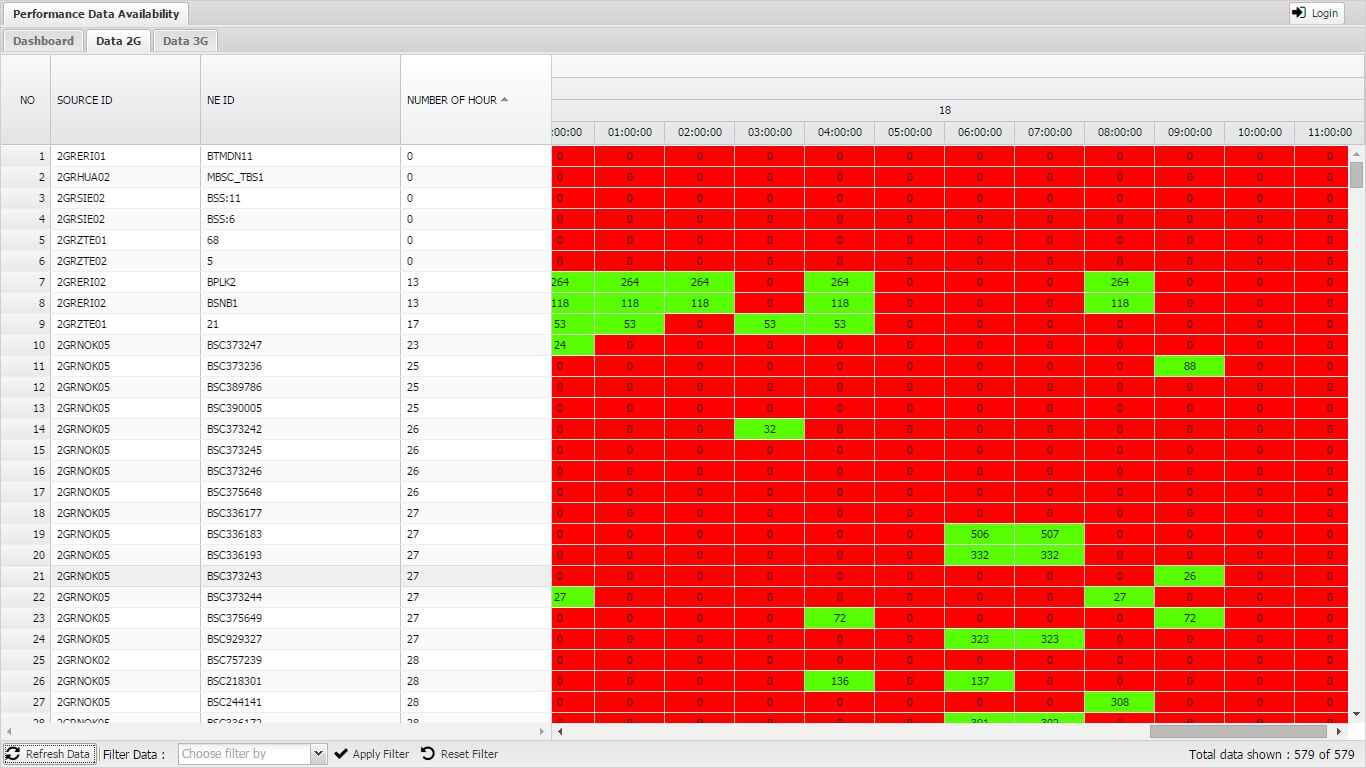 Performance Data Availability Login
Dashboard Data 2G Data 3G
18
NO SOURCE ID NE ID NUMBER OF HOUR :00:00 01:00:00 02:00:00 03:00:00 04:00:00 05:00:00 06:00:00 07:00:00 08:00:00 09:00:00 10:00:00 11:00:00
1 2GRERI01 BTMDN11 0 0 0 0 0 0 0 0 0 0 0 0 0
2 2GRHUA02 MBSC_TBS1 0 0 0 0 0 0 0 0 0 0 0 0 0
3 2GRSIE02 BSS:11 0 0 0 0 0 0 0 0 0 0 0 0 0
4 2GRSIE02 BSS:6 0 0 0 0 0 0 0 0 0 0 0 0 0
5 2GRZTE01 68 0 0 0 0 0 0 0 0 0 0 0 0 0
6 2GRZTE02 5 0 0 0 0 0 0 0 0 0 0 0 0 0
7 2GRERI02 BPLK2 13 264 264 264 0 264 0 0 0 264 0 0 0
8 2GRERI02 BSNB1 13 118 118 118 0 118 0 0 0 118 0 0 0
9 2GRZTE01 21 17 53 53 0 53 53 0 0 0 0 0 0 0
10 2GRNOK05 BSC373247 23 24 0 0 0 0 0 0 0 0 0 0 0
11 2GRNOK05 BSC373236 25 0 0 0 0 0 0 0 0 0 88 0 0
12 2GRNOK05 BSC389786 25 0 0 0 0 0 0 0 0 0 0 0 0
13 2GRNOK05 BSC390005 25 0 0 0 0 0 0 0 0 0 0 0 0
14 2GRNOK05 BSC373242 26 0 0 0 32 0 0 0 0 0 0 0 0
15 2GRNOK05 BSC373245 26 0 0 0 0 0 0 0 0 0 0 0 0
16 2GRNOK05 BSC373246 26 0 0 0 0 0 0 0 0 0 0 0 0
17 2GRNOK05 BSC375648 26 0 0 0 0 0 0 0 0 0 0 0 0
18 2GRNOK05 BSC336177 27 0 0 0 0 0 0 0 0 0 0 0 0
19 2GRNOK05 BSC336183 27 0 0 0 0 0 0 506 507 0 0 0 0
20 2GRNOK05 BSC336193 27 0 0 0 0 0 0 332 332 0 0 0 0
21 2GRNOK05 BSC373243 27 0 0 0 0 0 0 0 0 0 26 0 0
22 2GRNOK05 BSC373244 27 27 0 0 0 0 0 0 0 27 0 0 0
23 2GRNOK05 BSC375649 27 0 0 0 0 72 0 0 0 0 72 0 0
24 2GRNOK05 BSC929327 27 0 0 0 0 0 0 323 323 0 0 0 0
25 2GRNOK02 BSC757239 28 0 0 0 0 0 0 0 0 0 0 0 0
26 2GRNOK05 BSC218301 28 0 0 0 0 136 0 137 0 0 0 0 0
27 2GRNOK05 BSC244141 28 0 0 0 0 0 0 0 0 308 0 0 0
28 2GRNOK05 BSC336172 28 0 0 0 0 0 0 301 302 0 0 0 0
Refresh Data Filter Data : Choose filter by Apply Filter Reset Filter Total data shown : 579 of 579